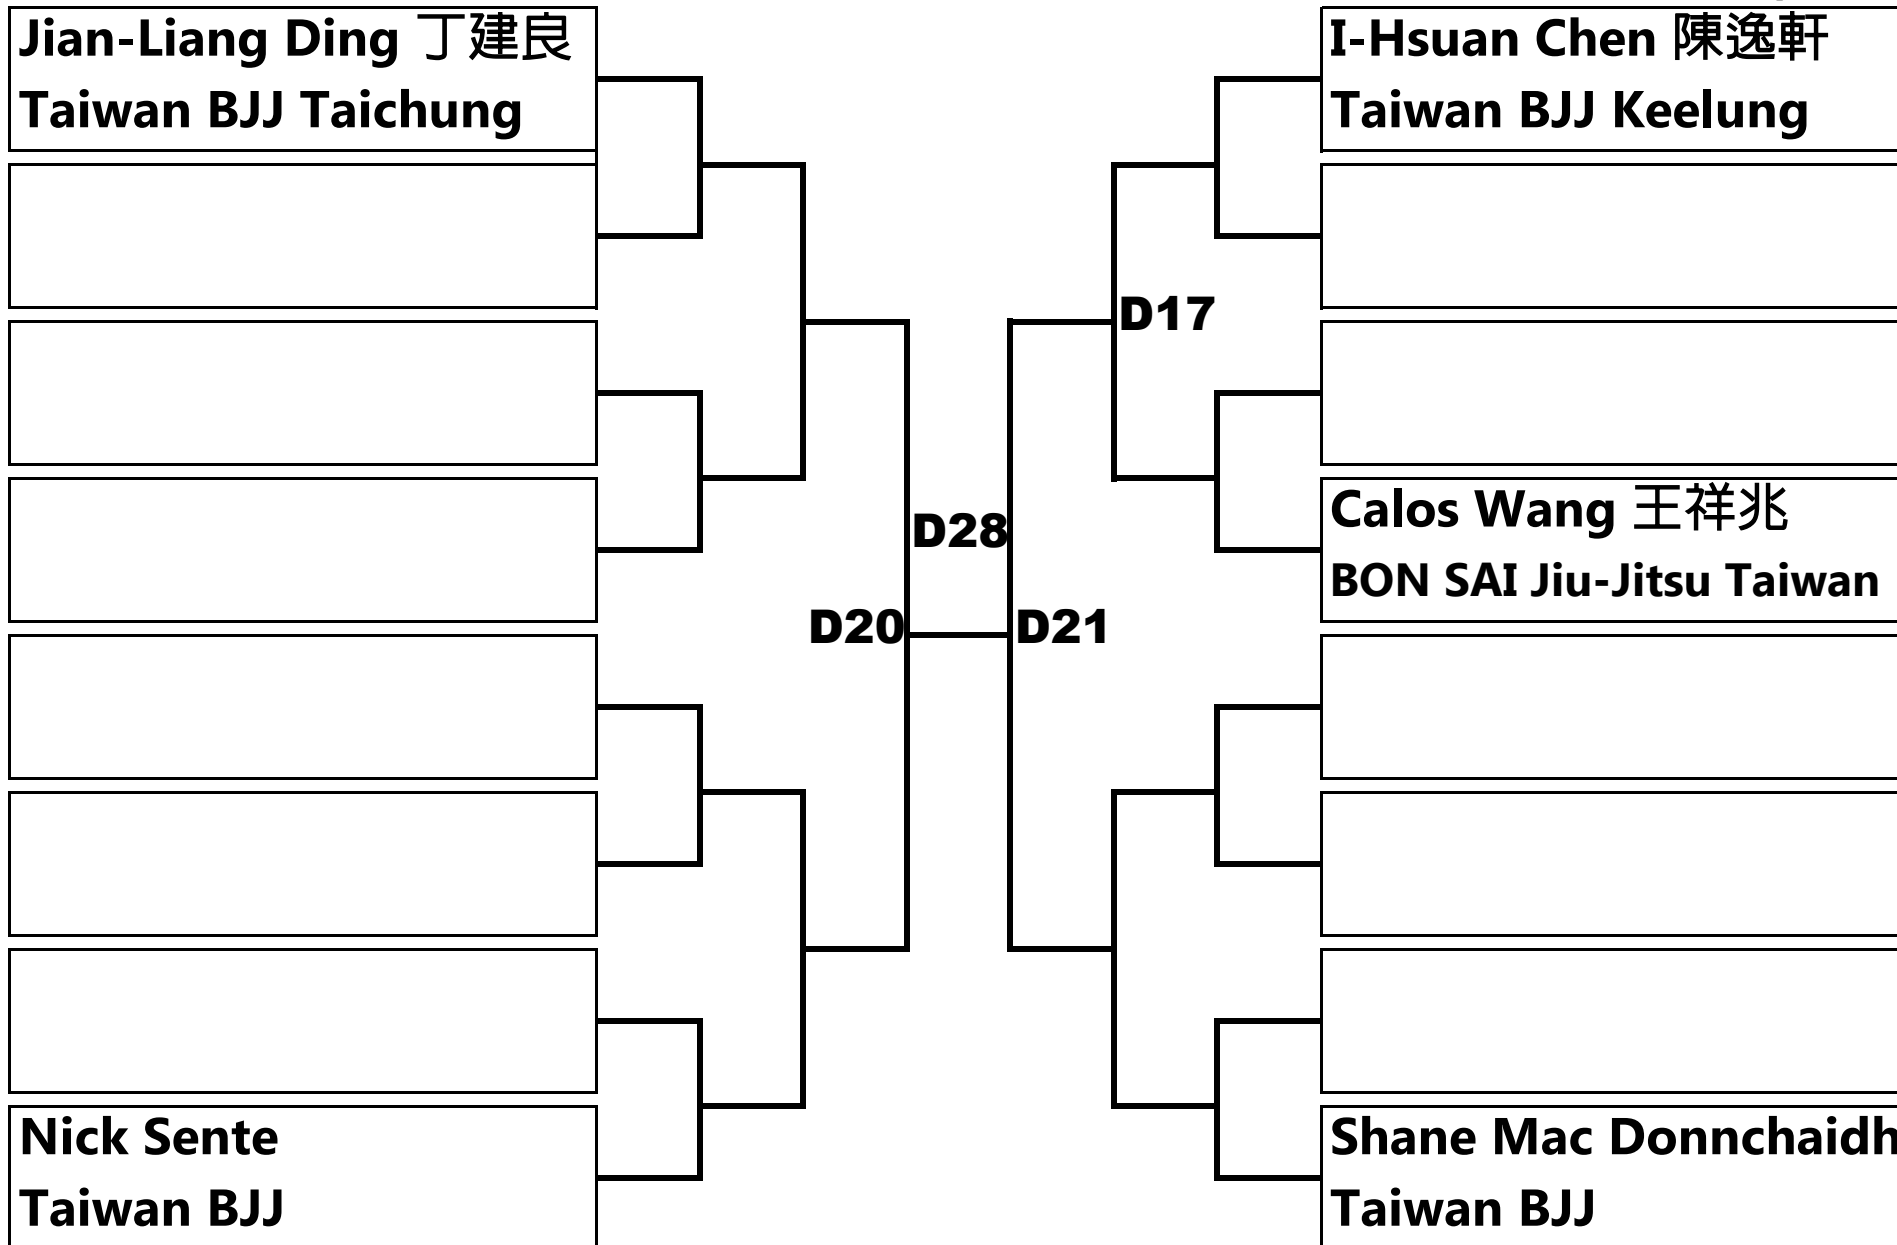 Jian-Liang Ding 丁建良
Taiwan BJJ Taichung
I-Hsuan Chen 陳逸軒
Taiwan BJJ Keelung
D17
Calos Wang 王祥兆
BON SAI Jiu-Jitsu Taiwan
D28
D20
D21
Nick Sente
Taiwan BJJ
Shane Mac Donnchaidh
Taiwan BJJ